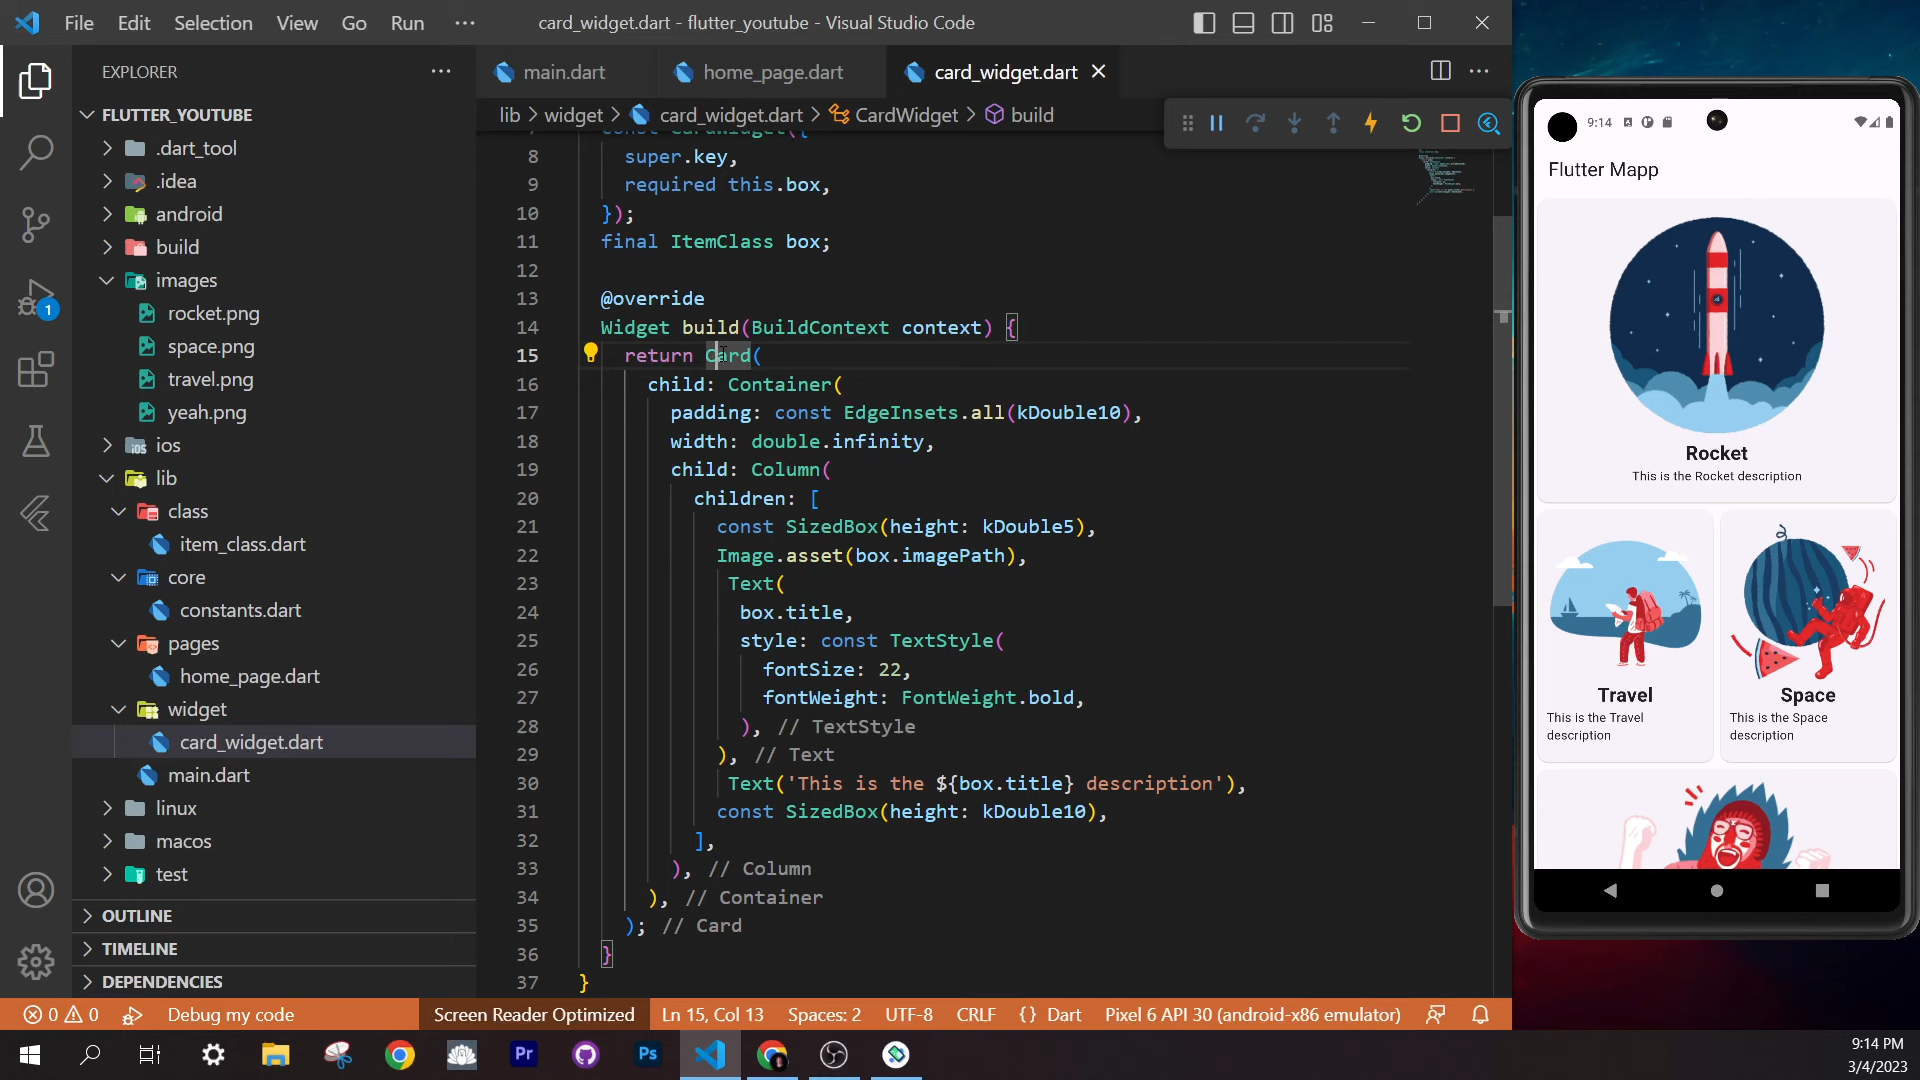 File Edit Selection View Go Run ···
card_widget.dart - flutter_youtube - Visual Studio Code
EXPLORER
FLUTTER_YOUTUBE
.dart_tool
.idea
android
build
images
rocket.png
space.png
travel.png
yeah.png
ios
lib
class
item_class.dart
core
constants.dart
pages
home_page.dart
widget
card_widget.dart
main.dart
linux
macos
test
OUTLINE
TIMELINE
DEPENDENCIES
1
main.dart home_page.dart card_widget.dart
lib > widget > card_widget.dart > CardWidget > build
7 const CardWidget({
8 super.key,
9 required this.box,
10 });
11 final ItemClass box;
12
13 @override
14 Widget build(BuildContext context) {
15 return Card(
16 child: Container(
17 padding: const EdgeInsets.all(kDouble10),
18 width: double.infinity,
19 child: Column(
20 children: [
21 const SizedBox(height: kDouble5),
22 Image.asset(box.imagePath),
23 Text(
24 box.title,
25 style: const TextStyle(
26 fontSize: 22,
27 fontWeight: FontWeight.bold,
28 ), // TextStyle
29 ), // Text
30 Text('This is the ${box.title} description'),
31 const SizedBox(height: kDouble10),
32 ],
33 ), // Column
34 ), // Container
35 ); // Card
36 }
37 }
9:14
Flutter Mapp
Rocket
This is the Rocket description
Travel
This is the Travel
description
Space
This is the Space
description
0 0 Debug my code Screen Reader Optimized Ln 15, Col 13 Spaces: 2 UTF-8 CRLF {} Dart Pixel 6 API 30 (android-x86 emulator)
Pr Ps
9:14 PM
3/4/2023